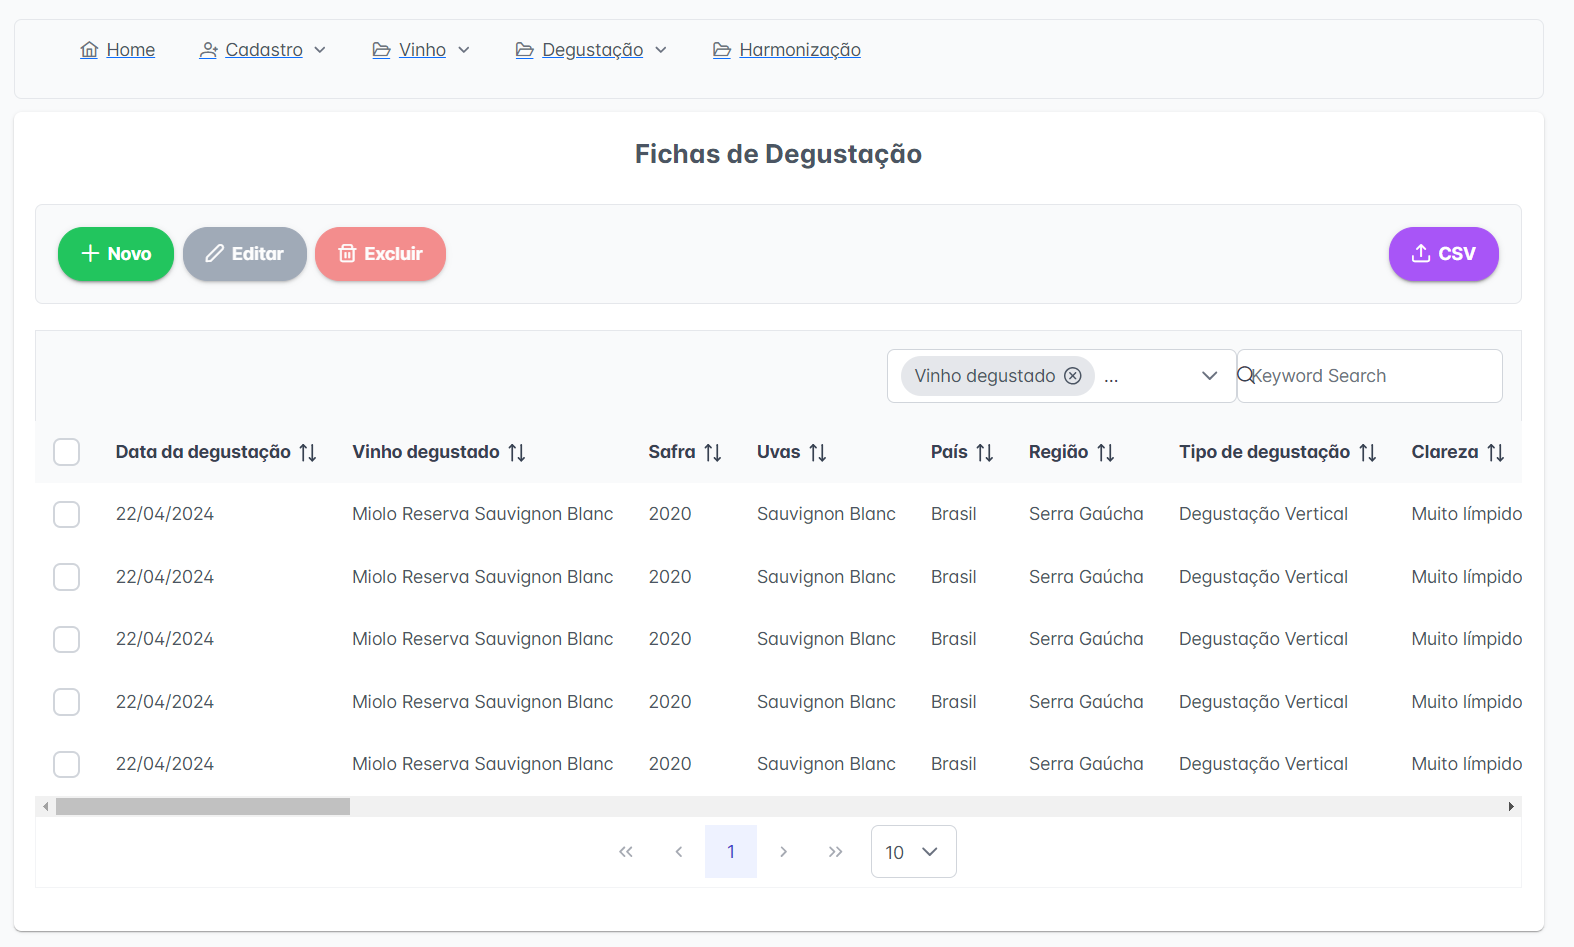 Home Cadastro Vinho Degustação Harmonização
Fichas de Degustação
Novo Editar Excluir CSV
Vinho degustado ... Keyword Search
Data da degustação Vinho degustado Safra Uvas País Região Tipo de degustação Clareza
22/04/2024 Miolo Reserva Sauvignon Blanc 2020 Sauvignon Blanc Brasil Serra Gaúcha Degustação Vertical Muito límpido
22/04/2024 Miolo Reserva Sauvignon Blanc 2020 Sauvignon Blanc Brasil Serra Gaúcha Degustação Vertical Muito límpido
22/04/2024 Miolo Reserva Sauvignon Blanc 2020 Sauvignon Blanc Brasil Serra Gaúcha Degustação Vertical Muito límpido
22/04/2024 Miolo Reserva Sauvignon Blanc 2020 Sauvignon Blanc Brasil Serra Gaúcha Degustação Vertical Muito límpido
22/04/2024 Miolo Reserva Sauvignon Blanc 2020 Sauvignon Blanc Brasil Serra Gaúcha Degustação Vertical Muito límpido
1 10